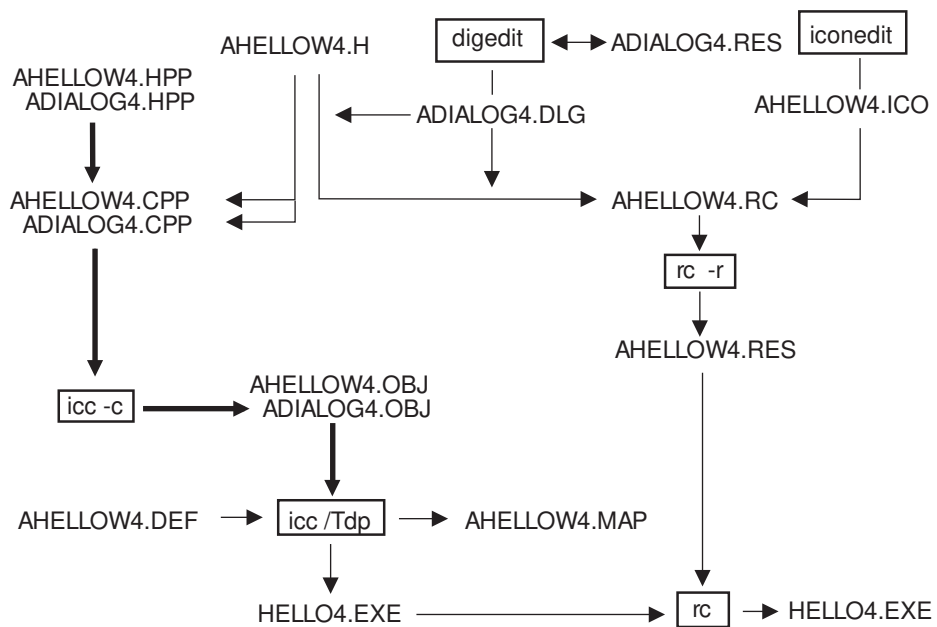 AHELLOW4.H
digedit
ADIALOG4.RES
iconedit
AHELLOW4.HPP
ADIALOG4.HPP
ADIALOG4.DLG
AHELLOW4.ICO
AHELLOW4.CPP
ADIALOG4.CPP
AHELLOW4.RC
rc -r
AHELLOW4.RES
icc -c
AHELLOW4.OBJ
ADIALOG4.OBJ
AHELLOW4.DEF
icc /Tdp
AHELLOW4.MAP
HELLO4.EXE
rc
HELLO4.EXE